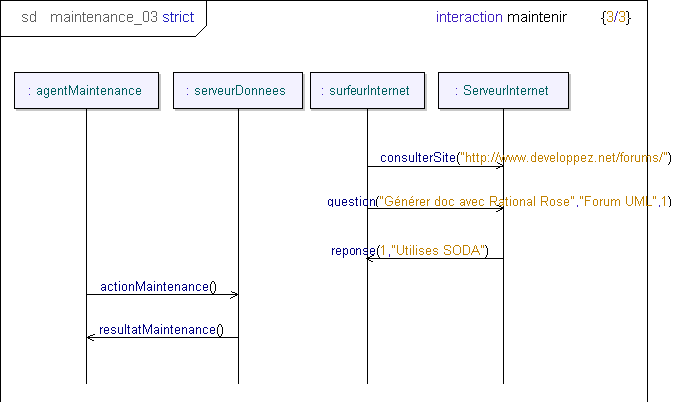 sd maintenance_03 strict interaction maintenir {3/3}
: agentMaintenance : serveurDonnees : surfeurInternet : ServeurInternet
consulterSite("http://www.developpez.net/forums/")
question("Générer doc avec Rational Rose","Forum UML",1)
reponse(1,"Utilises SODA")
actionMaintenance()
resultatMaintenance()